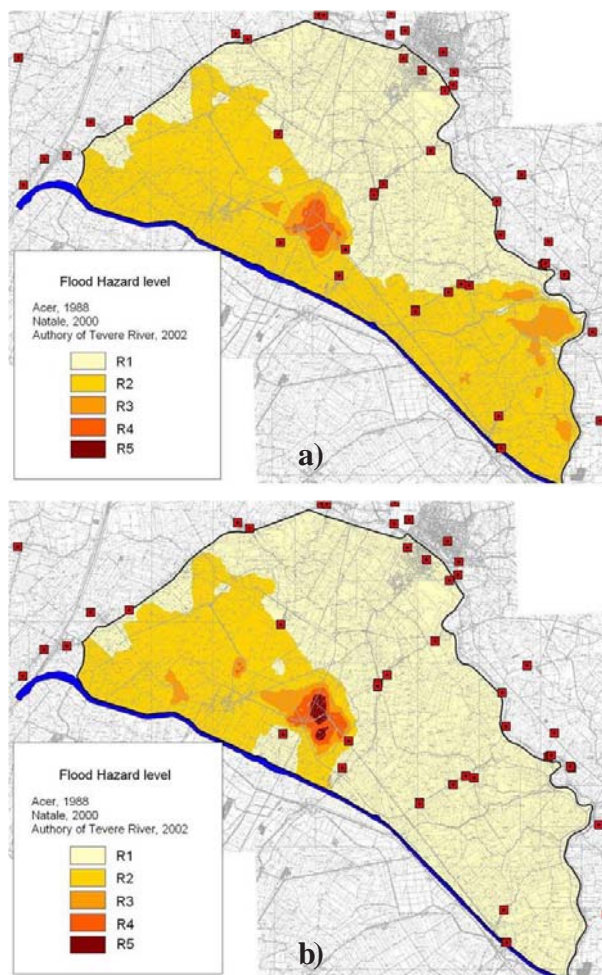 Flood Hazard level
Acer, 1988
Natale, 2000
Authory of Tevere River, 2002
R1
R2
R3
R4
R5
a)
Flood Hazard level
Acer, 1988
Natale, 2000
Authory of Tevere River, 2002
R1
R2
R3
R4
R5
b)